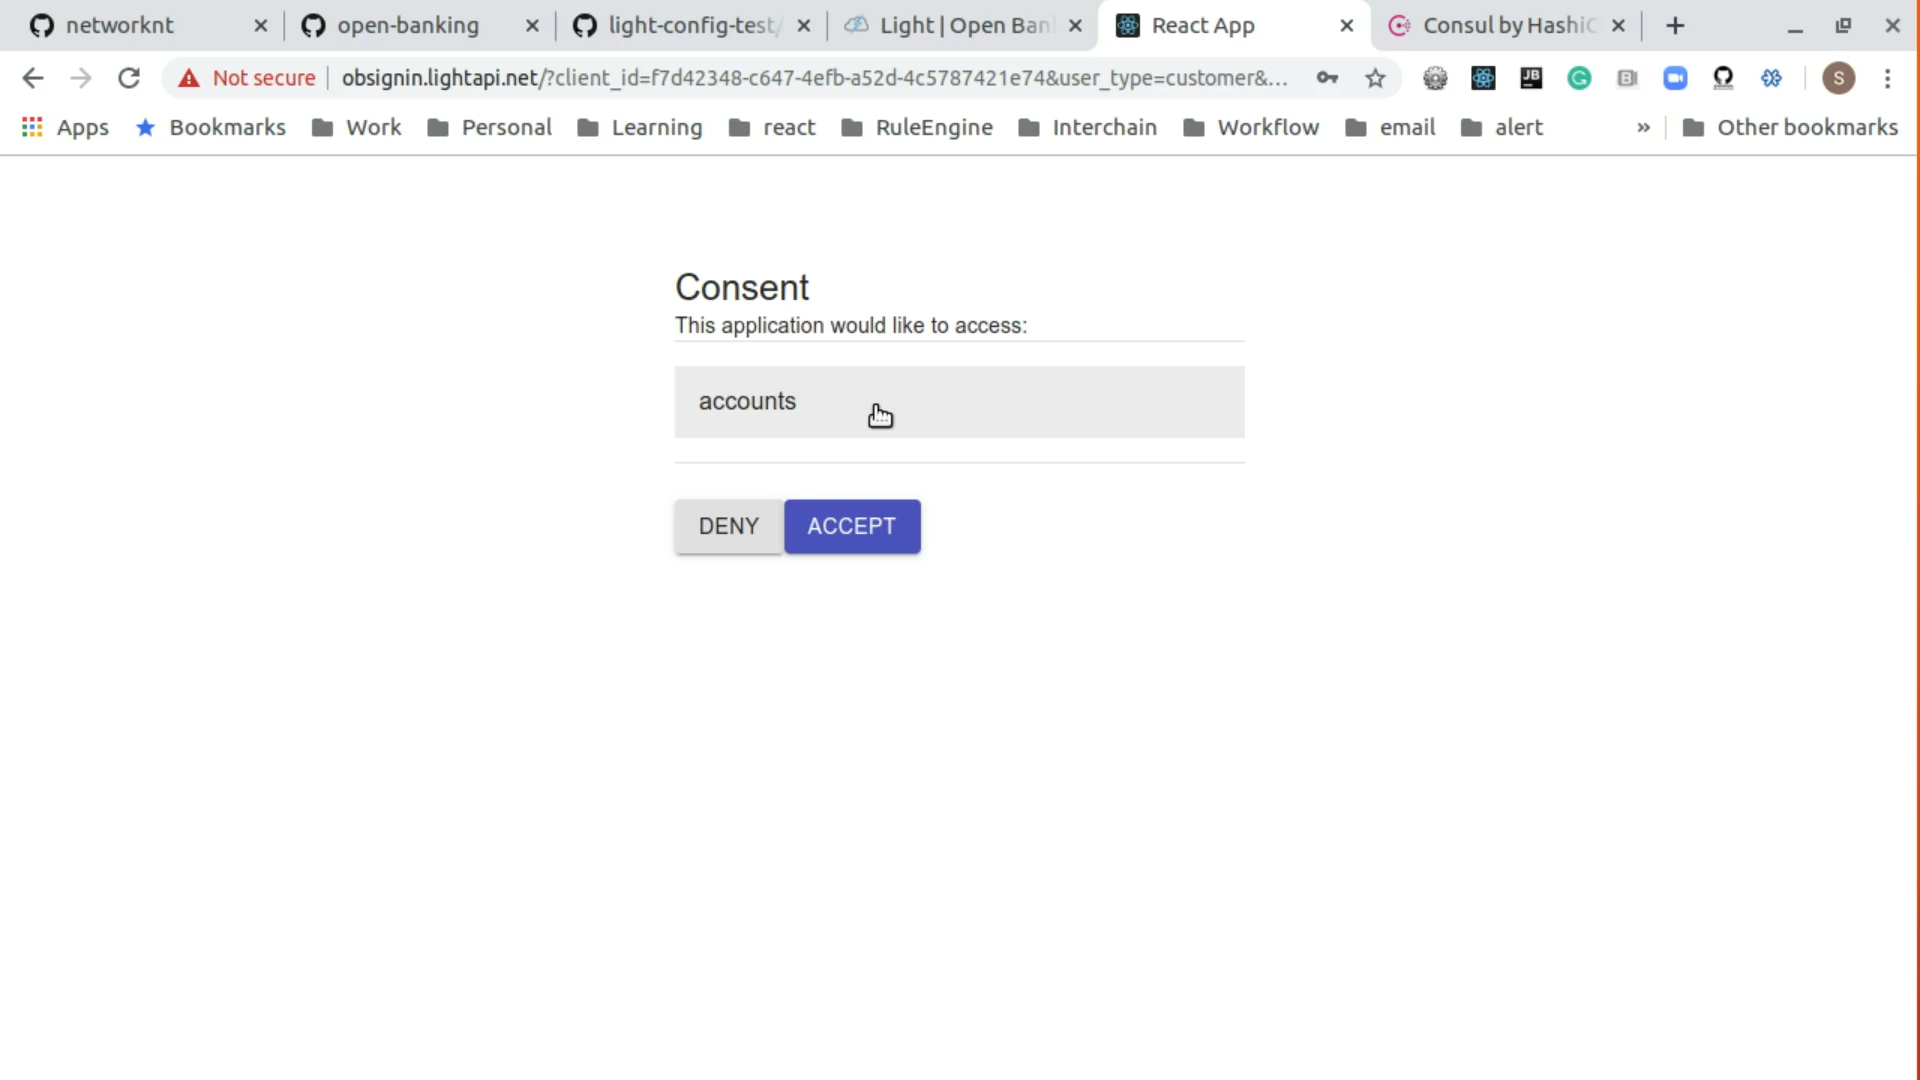 networknt
open-banking
light-config-test/
Light | Open Ban
React App
Consul by HashiC
Not secure
obsignin.lightapi.net/?client_id=f7d42348-c647-4efb-a52d-4c5787421e74&user_type=customer&...
JB
G
B
S
Apps
Bookmarks
Work
Personal
Learning
react
RuleEngine
Interchain
Workflow
email
alert
»
Other bookmarks
Consent
This application would like to access:
accounts
DENY
ACCEPT